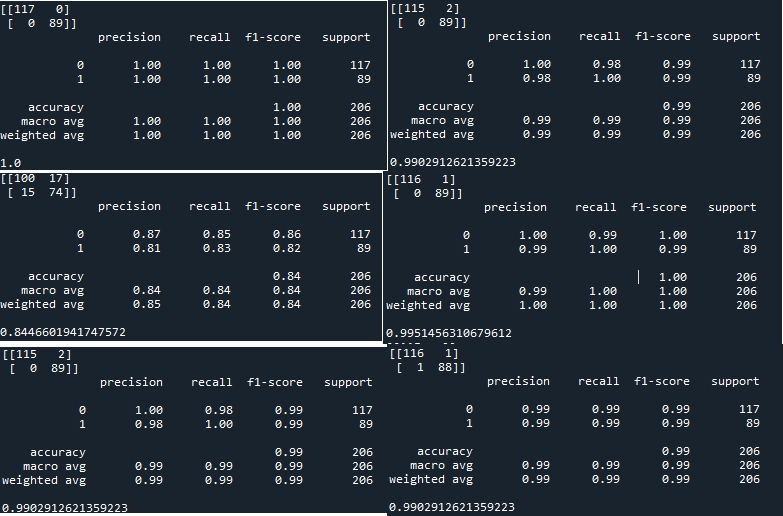 [[117   0]
 [  0  89]]
              precision    recall  f1-score   support
           0       1.00      1.00      1.00       117
           1       1.00      1.00      1.00        89
    accuracy                           1.00       206
   macro avg       1.00      1.00      1.00       206
weighted avg       1.00      1.00      1.00       206
1.0
[[115   2]
 [  0  89]]
              precision    recall  f1-score   support
           0       1.00      0.98      0.99       117
           1       0.98      1.00      0.99        89
    accuracy                           0.99       206
   macro avg       0.99      0.99      0.99       206
weighted avg       0.99      0.99      0.99       206
0.9902912621359223
[[100  17]
 [ 15  74]]
              precision    recall  f1-score   support
           0       0.87      0.85      0.86       117
           1       0.81      0.83      0.82        89
    accuracy                           0.84       206
   macro avg       0.84      0.84      0.84       206
weighted avg       0.85      0.84      0.84       206
0.8446601941747572
[[116   1]
 [  0  89]]
              precision    recall  f1-score   support
           0       1.00      0.99      1.00       117
           1       0.99      1.00      0.99        89
    accuracy                           1.00       206
   macro avg       0.99      1.00      1.00       206
weighted avg       1.00      1.00      1.00       206
0.9951456310679612
[[115   2]
 [  0  89]]
              precision    recall  f1-score   support
           0       1.00      0.98      0.99       117
           1       0.98      1.00      0.99        89
    accuracy                           0.99       206
   macro avg       0.99      0.99      0.99       206
weighted avg       0.99      0.99      0.99       206
0.9902912621359223
[[116   1]
 [  1  88]]
              precision    recall  f1-score   support
           0       0.99      0.99      0.99       117
           1       0.99      0.99      0.99        89
    accuracy                           0.99       206
   macro avg       0.99      0.99      0.99       206
weighted avg       0.99      0.99      0.99       206
0.9902912621359223